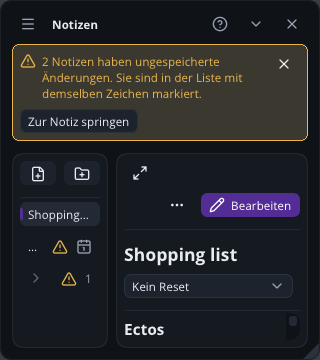 Notizen
2 Notizen haben ungespeicherte
Änderungen. Sie sind in der Liste mit
demselben Zeichen markiert.
Zur Notiz springen
Shopping...
...
1
... Bearbeiten
Shopping list
Kein Reset
Ectos